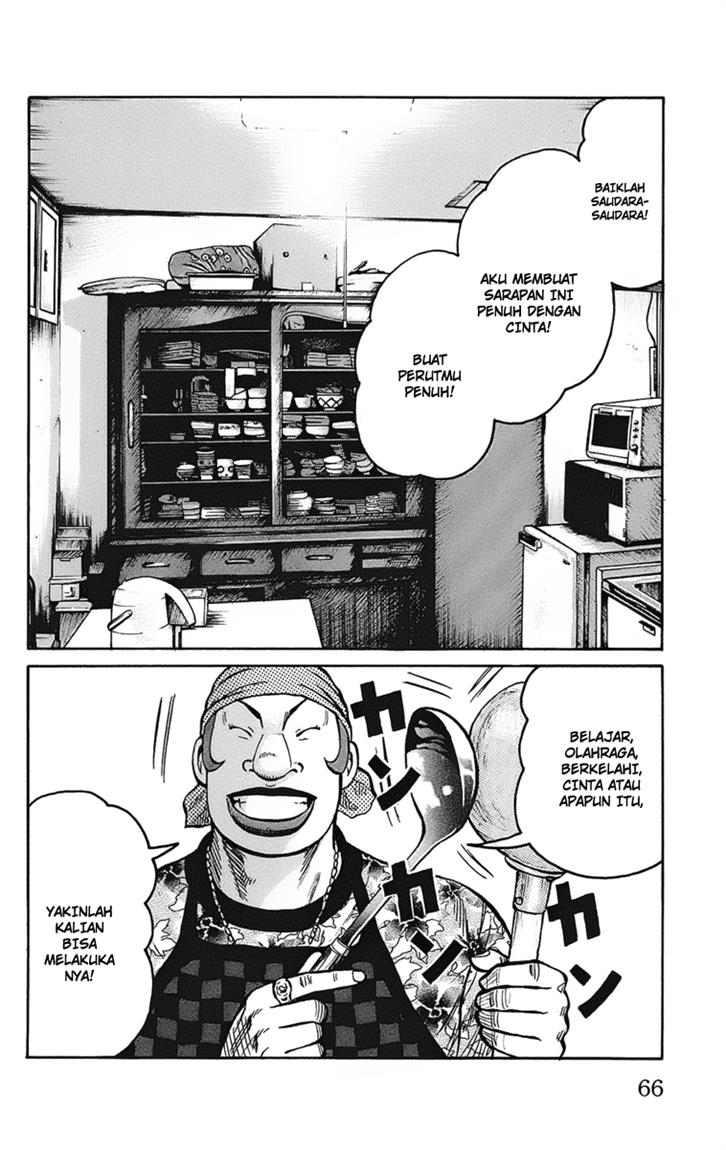 BAIKLAH
SAUDARA-
SAUDARA!
AKU MEMBUAT
SARAPAN INI
PENUH DENGAN
CINTA!
BUAT
PERUTMU
PENUH!
BELAJAR,
OLAHRAGA,
BERKELAHI,
CINTA ATAU
APAPUN ITU,
カン
カン
カン
YAKINLAH
KALIAN
BISA
MELAKUKA
NYA!
66